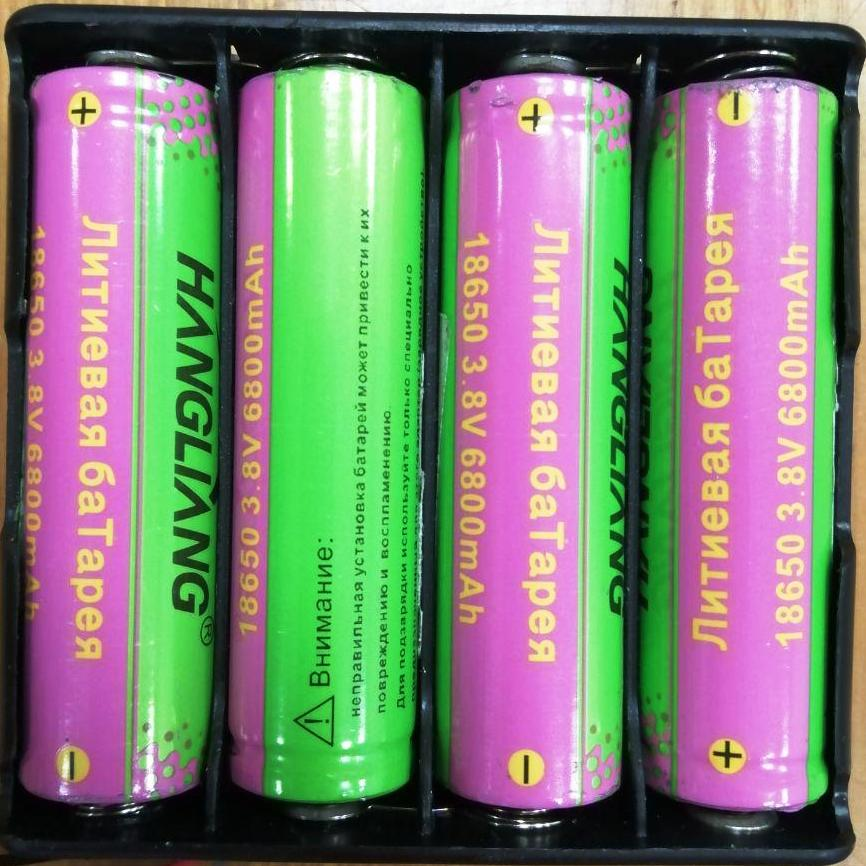 +
Литиевая баТарея
18650 3.8V 6800mAh
HANGLIANG®
-
18650 3.8V 6800mAh
Внимание:
неправильная установка батарей может привести к их
повреждению и воспламенению.
Для подзарядки используйте только специально
+
Литиевая баТарея
18650 3.8V 6800mAh
HANGLIANG
-
-
Литиевая баТарея
18650 3.8V 6800mAh
+